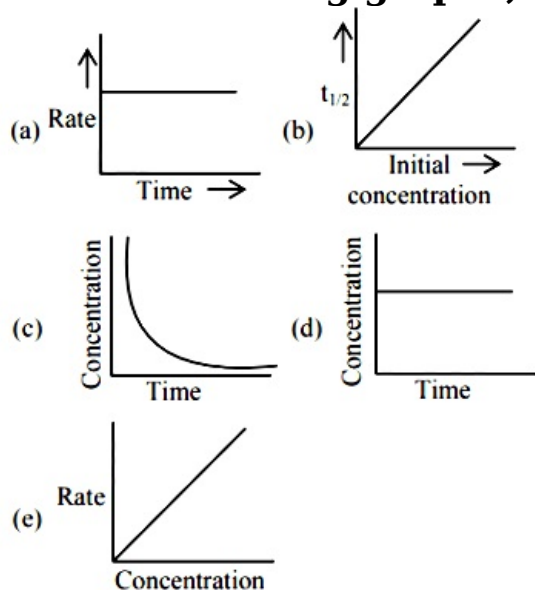 (a)
Rate
Time
(b)
t1/2
Initial
concentration
(c)
Concentration
Time
(d)
Concentration
Time
(e)
Rate
Concentration